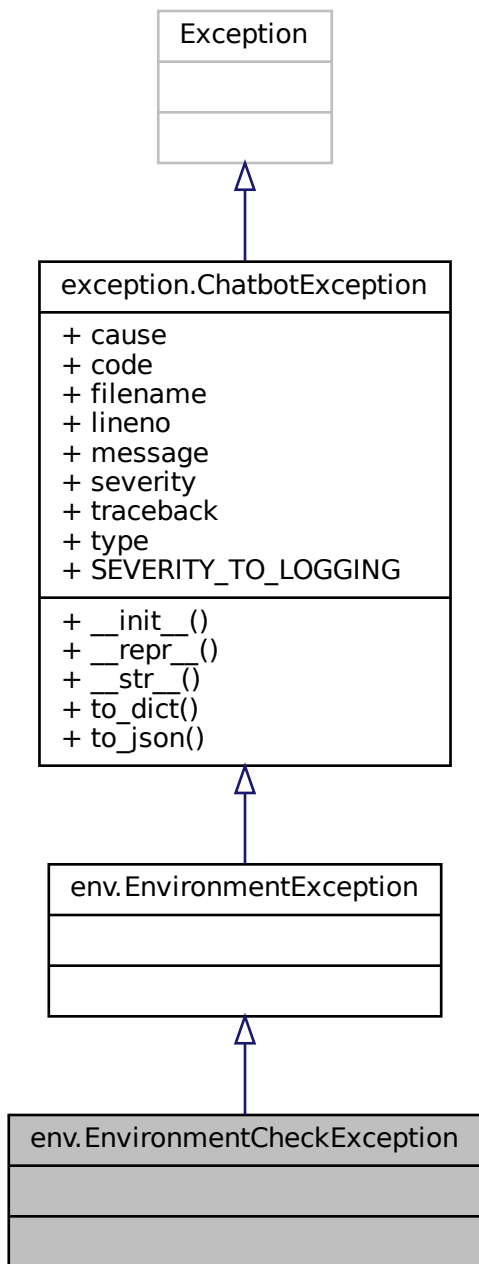 Exception
exception.ChatbotException
+ cause
+ code
+ filename
+ lineno
+ message
+ severity
+ traceback
+ type
+ SEVERITY_TO_LOGGING
+ __init__()
+ __repr__()
+ __str__()
+ to_dict()
+ to_json()
env.EnvironmentException
env.EnvironmentCheckException